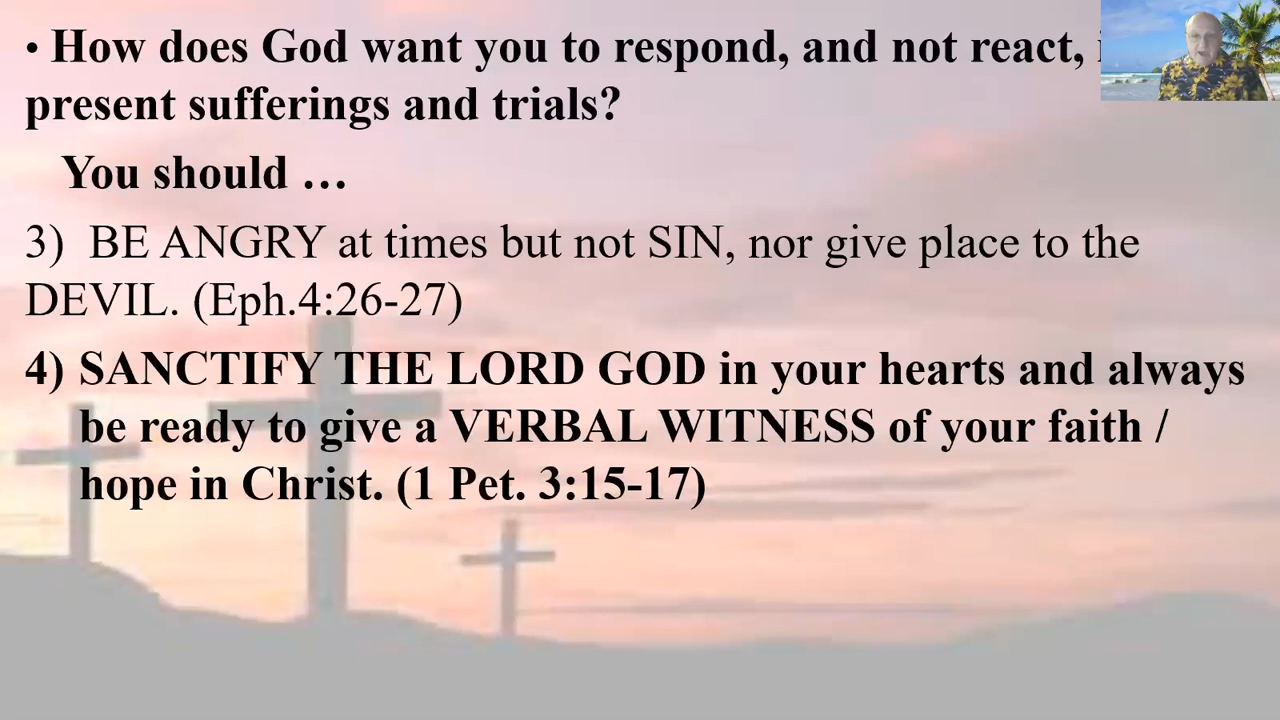 • How does God want you to respond, and not react,
present sufferings and trials?
You should …
3) BE ANGRY at times but not SIN, nor give place to the
DEVIL. (Eph.4:26-27)
4) SANCTIFY THE LORD GOD in your hearts and always
be ready to give a VERBAL WITNESS of your faith /
hope in Christ. (1 Pet. 3:15-17)